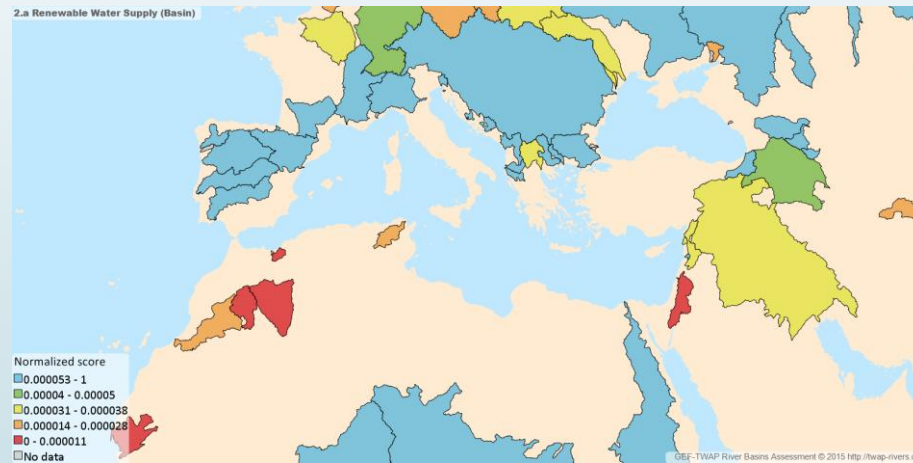 2.a Renewable Water Supply (Basin)
Normalized score
0.000053 - 1
0.00004 - 0.00005
0.000031 - 0.000038
0.000014 - 0.000028
0 - 0.000011
No data
GEF-TWAP River Basins Assessment © 2015 http://twap-rivers.o